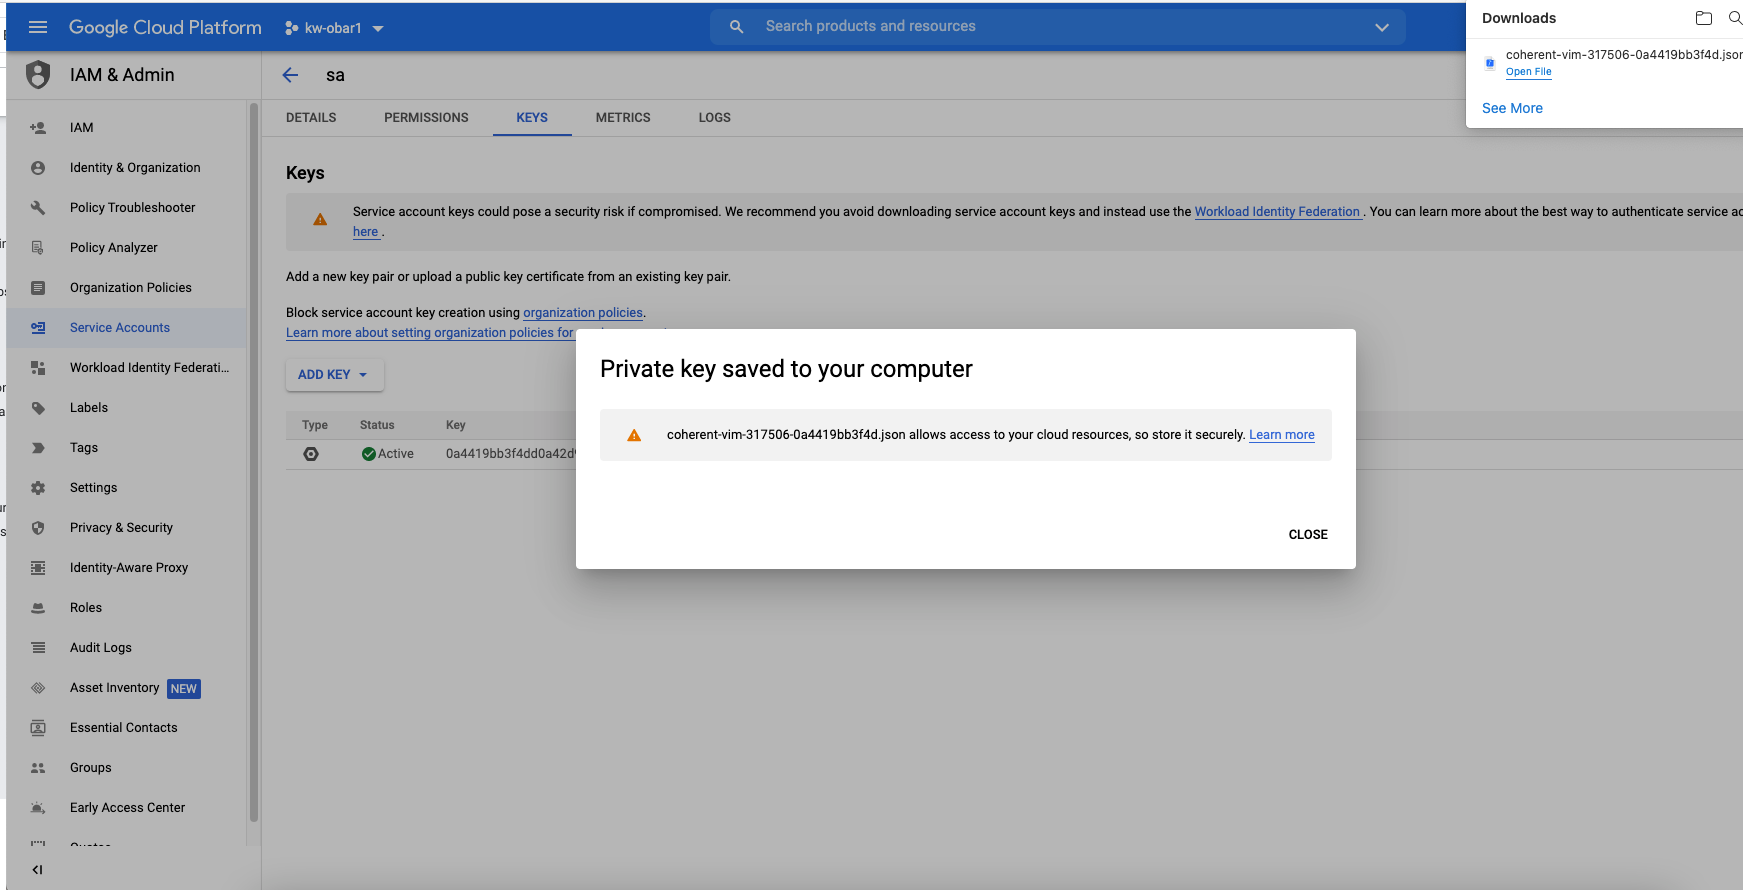 Google Cloud Platform
kw-obar1
Search products and resources
Downloads
coherent-vim-317506-0a4419bb3f4d.json
Open File
See More
IAM & Admin
sa
IAM
Identity & Organization
Policy Troubleshooter
Policy Analyzer
Organization Policies
Service Accounts
Workload Identity Federati...
Labels
Tags
Settings
Privacy & Security
Identity-Aware Proxy
Roles
Audit Logs
Asset Inventory NEW
Essential Contacts
Groups
Early Access Center
DETAILS PERMISSIONS KEYS METRICS LOGS
Keys
Service account keys could pose a security risk if compromised. We recommend you avoid downloading service account keys and instead use the Workload Identity Federation . You can learn more about the best way to authenticate service
here .
Add a new key pair or upload a public key certificate from an existing key pair.
Block service account key creation using organization policies.
Learn more about setting organization policies for
ADD KEY
Type Status Key
Active 0a4419bb3f4dd0a42d
Private key saved to your computer
coherent-vim-317506-0a4419bb3f4d.json allows access to your cloud resources, so store it securely. Learn more
CLOSE